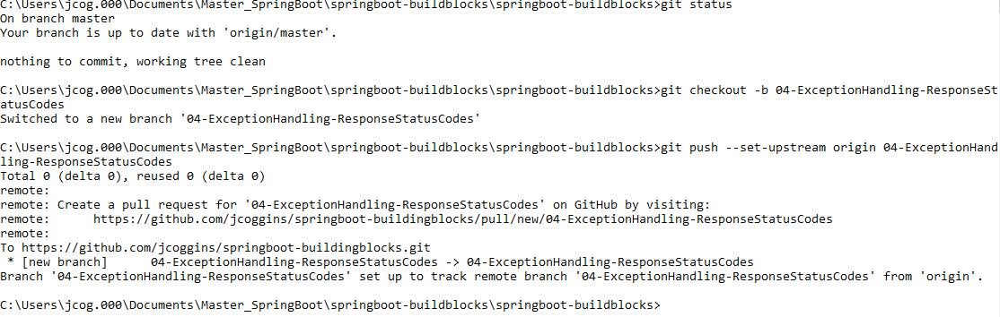 C:\Users\jcog.000\Documents\Master_SpringBoot\springboot-buildblocks\springboot-buildblocks>git status
On branch master
Your branch is up to date with 'origin/master'.
nothing to commit, working tree clean
C:\Users\jcog.000\Documents\Master_SpringBoot\springboot-buildblocks\springboot-buildblocks>git checkout -b 04-ExceptionHandling-ResponseSt
atusCodes
Switched to a new branch '04-ExceptionHandling-ResponseStatusCodes'
C:\Users\jcog.000\Documents\Master_SpringBoot\springboot-buildblocks\springboot-buildblocks>git push --set-upstream origin 04-ExceptionHand
ling-ResponseStatusCodes
Total 0 (delta 0), reused 0 (delta 0)
remote:
remote: Create a pull request for '04-ExceptionHandling-ResponseStatusCodes' on GitHub by visiting:
remote:      https://github.com/jcoggins/springboot-buildingblocks/pull/new/04-ExceptionHandling-ResponseStatusCodes
remote:
To https://github.com/jcoggins/springboot-buildingblocks.git
 * [new branch]      04-ExceptionHandling-ResponseStatusCodes -> 04-ExceptionHandling-ResponseStatusCodes
Branch '04-ExceptionHandling-ResponseStatusCodes' set up to track remote branch '04-ExceptionHandling-ResponseStatusCodes' from 'origin'.
C:\Users\jcog.000\Documents\Master_SpringBoot\springboot-buildblocks\springboot-buildblocks>